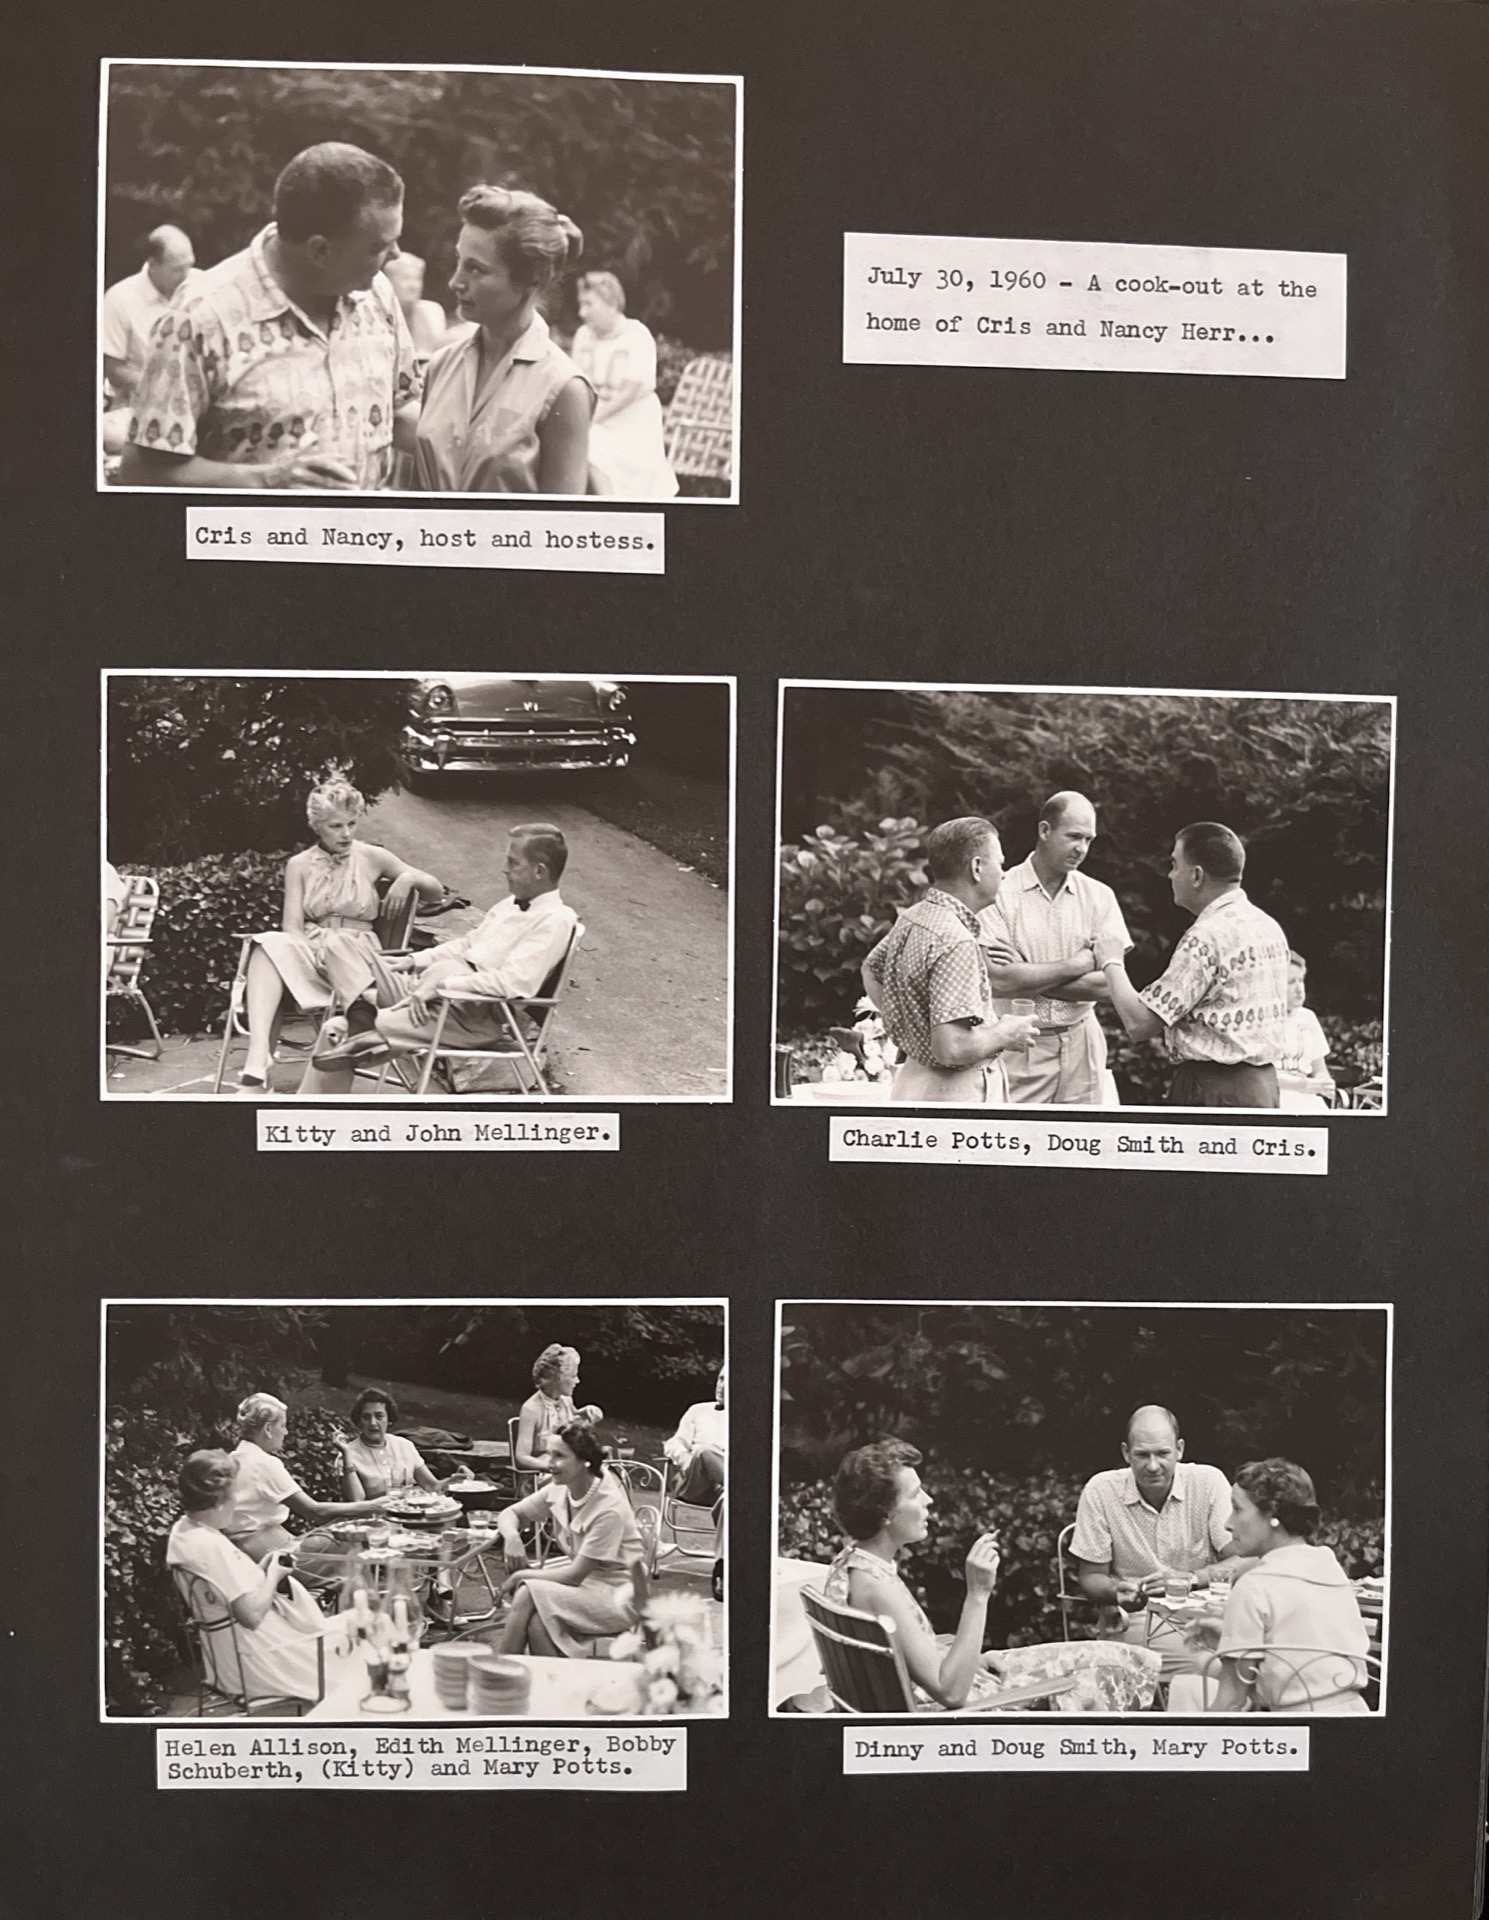 July 30, 1960 - A cook-out at the
home of Cris and Nancy Herr...
Cris and Nancy, host and hostess.
Kitty and John Mellinger.
Charlie Potts, Doug Smith and Cris.
Helen Allison, Edith Mellinger, Bobby
Schuberth, (Kitty) and Mary Potts.
Dinny and Doug Smith, Mary Potts.